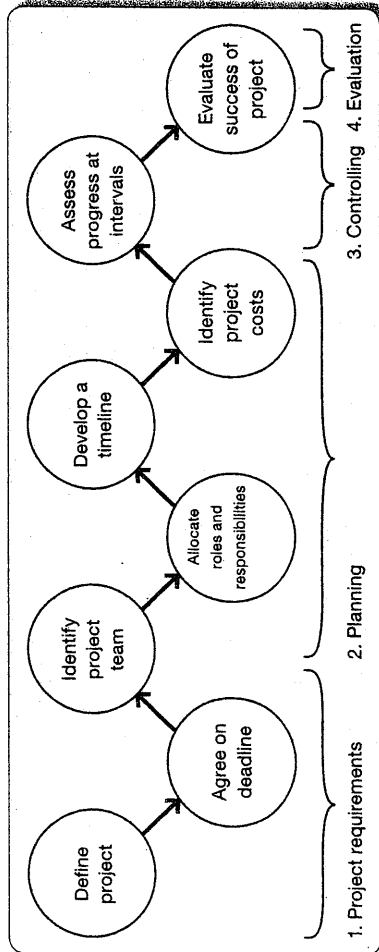 Define
project
Agree on
deadline
Identify
project
team
Allocate
roles and
responsibilities
Develop a
timeline
Identify
project
costs
Assess
progress at
intervals
Evaluate
success of
project
1. Project requirements
2. Planning
3. Controlling
4. Evaluation